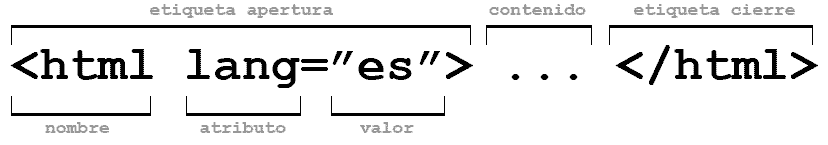 etiqueta apertura contenido etiqueta cierre
<html lang="es"> ... </html>
nombre atributo valor